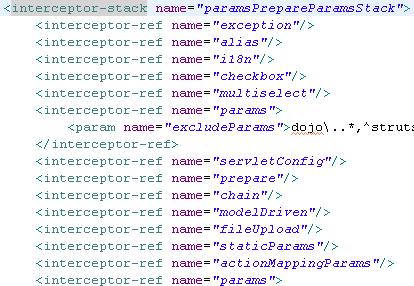 <interceptor-stack name="paramsPrepareParamsStack">
<interceptor-ref name="exception"/>
<interceptor-ref name="alias"/>
<interceptor-ref name="i18n"/>
<interceptor-ref name="checkbox"/>
<interceptor-ref name="multiselect"/>
<interceptor-ref name="params">
<param name="excludeParams">dojo\..*,^struts
</interceptor-ref>
<interceptor-ref name="servletConfig"/>
<interceptor-ref name="prepare"/>
<interceptor-ref name="chain"/>
<interceptor-ref name="modelDriven"/>
<interceptor-ref name="fileUpload"/>
<interceptor-ref name="staticParams"/>
<interceptor-ref name="actionMappingParams"/>
<interceptor-ref name="params">